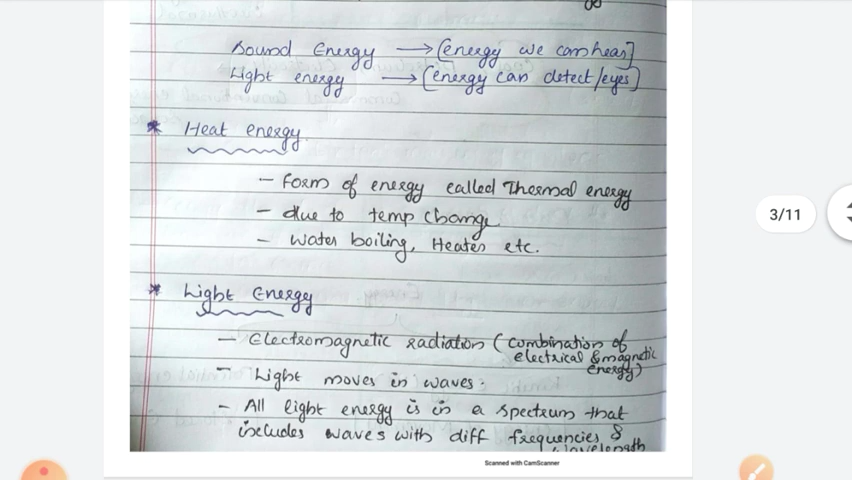 Sound Energy → [energy we can hear]
Light energy → [energy can detect/eyes]
* Heat energy.
- Form of energy called Thermal energy
- due to temp Change
- Water boiling, Heater etc.
* Light Energy
- Electromagnetic radiation (combination of
electrical & magnetic
energy)
- Light moves in waves.
- All light energy is in a spectrum that
includes waves with diff frequencies &
wavelength
3/11
Scanned with CamScanner